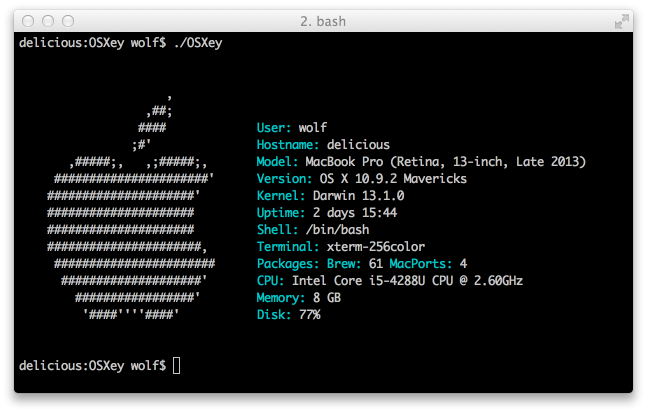 2. bash
delicious:OSXey wolf$ ./OSXey
                     ,
                  ,##;
                 ####            User: wolf
                ;#'              Hostname: delicious
       ,#####;,   ,;#####;,      Model: MacBook Pro (Retina, 13-inch, Late 2013)
     ######################'     Version: OS X 10.9.2 Mavericks
    #####################'       Kernel: Darwin 13.1.0
    #####################        Uptime: 2 days 15:44
    #####################        Shell: /bin/bash
    ######################,      Terminal: xterm-256color
     #######################     Packages: Brew: 61 MacPorts: 4
      ####################'      CPU: Intel Core i5-4288U CPU @ 2.60GHz
        #################'       Memory: 8 GB
         '####''''####'          Disk: 77%
delicious:OSXey wolf$